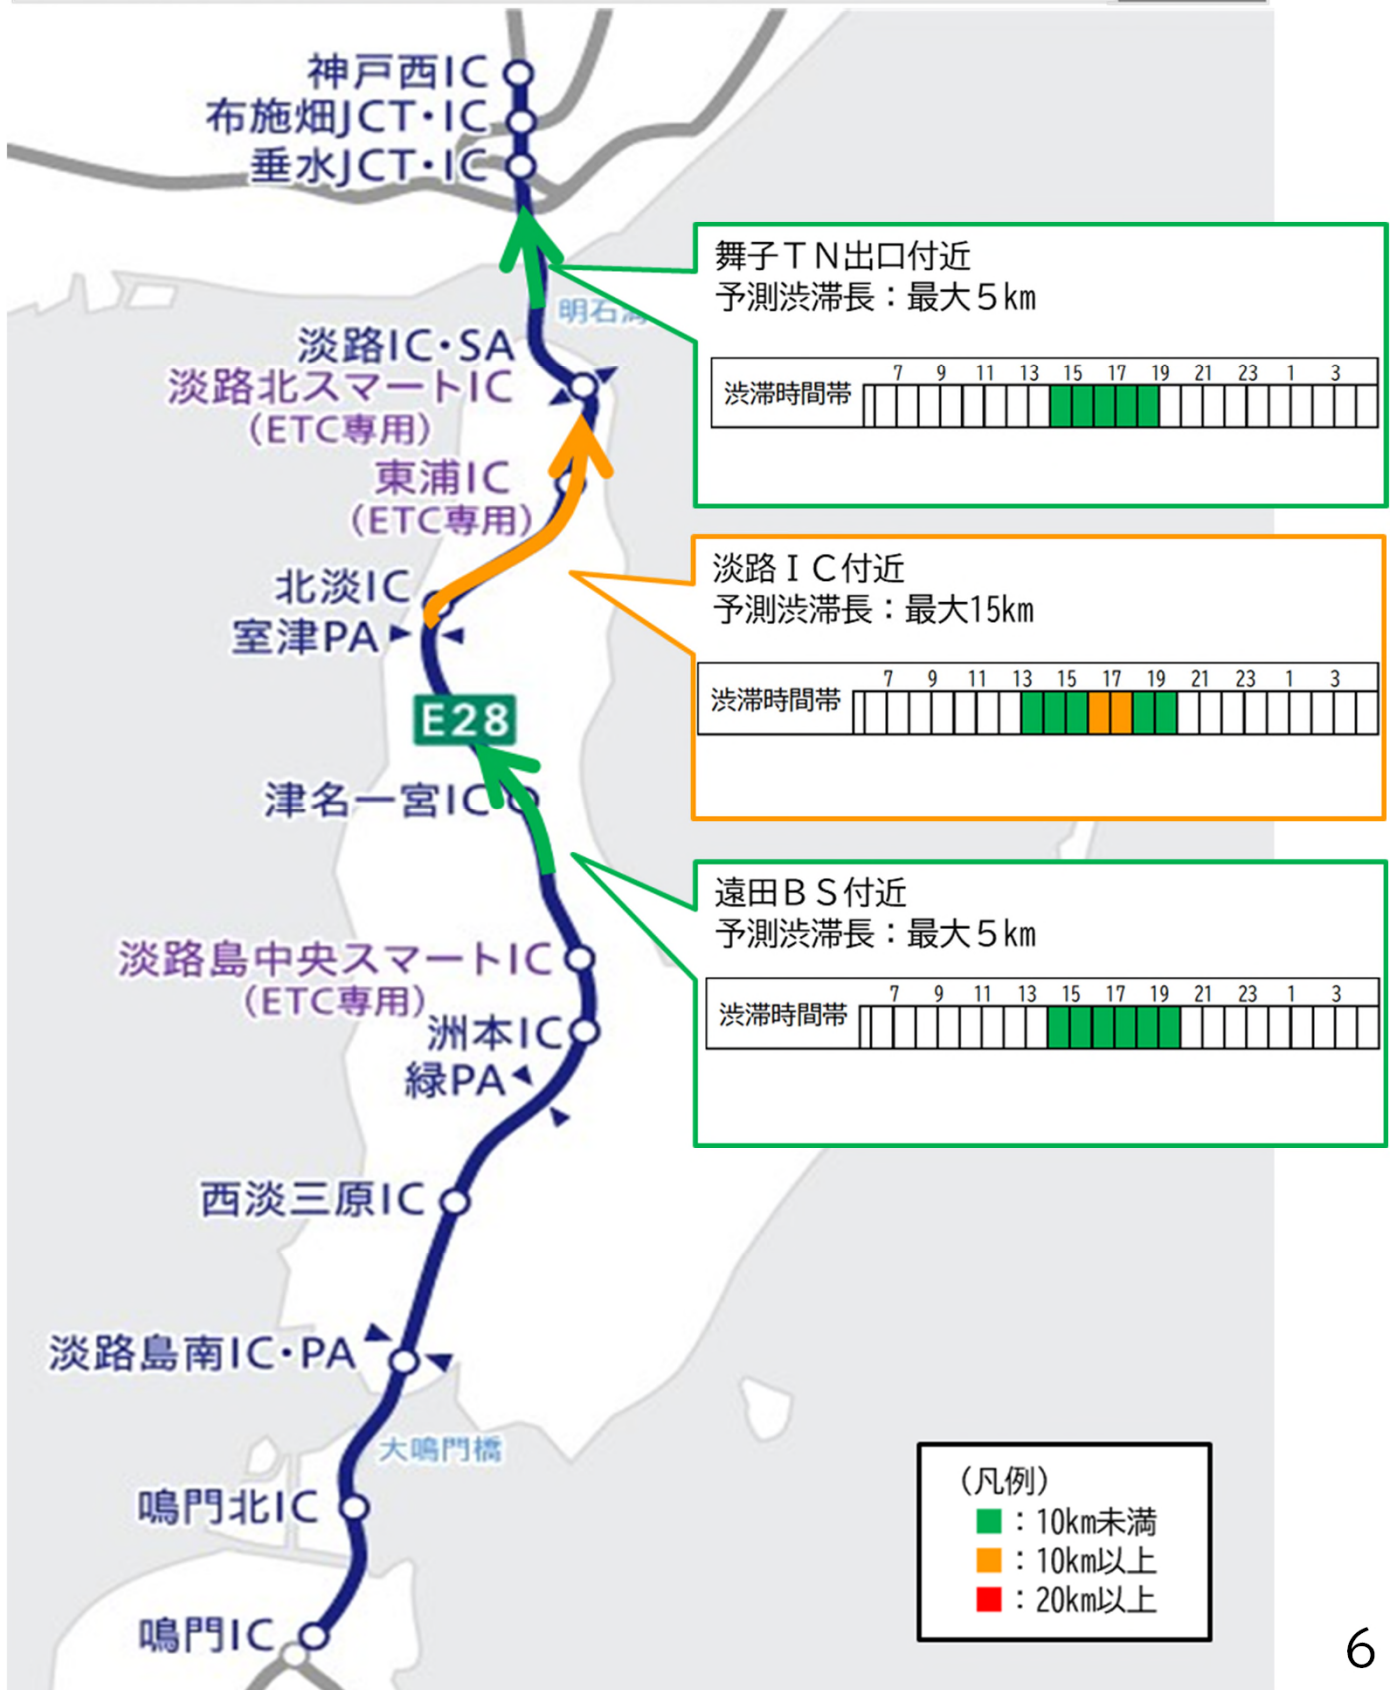 神戸西IC
布施畑JCT・IC
垂水JCT・IC
舞子TN出口付近
予測渋滞長：最大5km
明石海
7 9 11 13 15 17 19 21 23 1 3
渋滞時間帯
淡路IC・SA
淡路北スマートIC
(ETC専用)
東浦IC
(ETC専用)
淡路IC付近
予測渋滞長：最大15km
7 9 11 13 15 17 19 21 23 1 3
渋滞時間帯
北淡IC
室津PA
E28
津名一宮IC
遠田BS付近
予測渋滞長：最大5km
7 9 11 13 15 17 19 21 23 1 3
渋滞時間帯
淡路島中央スマートIC
(ETC専用)
洲本IC
緑PA
西淡三原IC
淡路島南IC・PA
大鳴門橋
鳴門北IC
鳴門IC
(凡例)
：10km未満
：10km以上
：20km以上
6